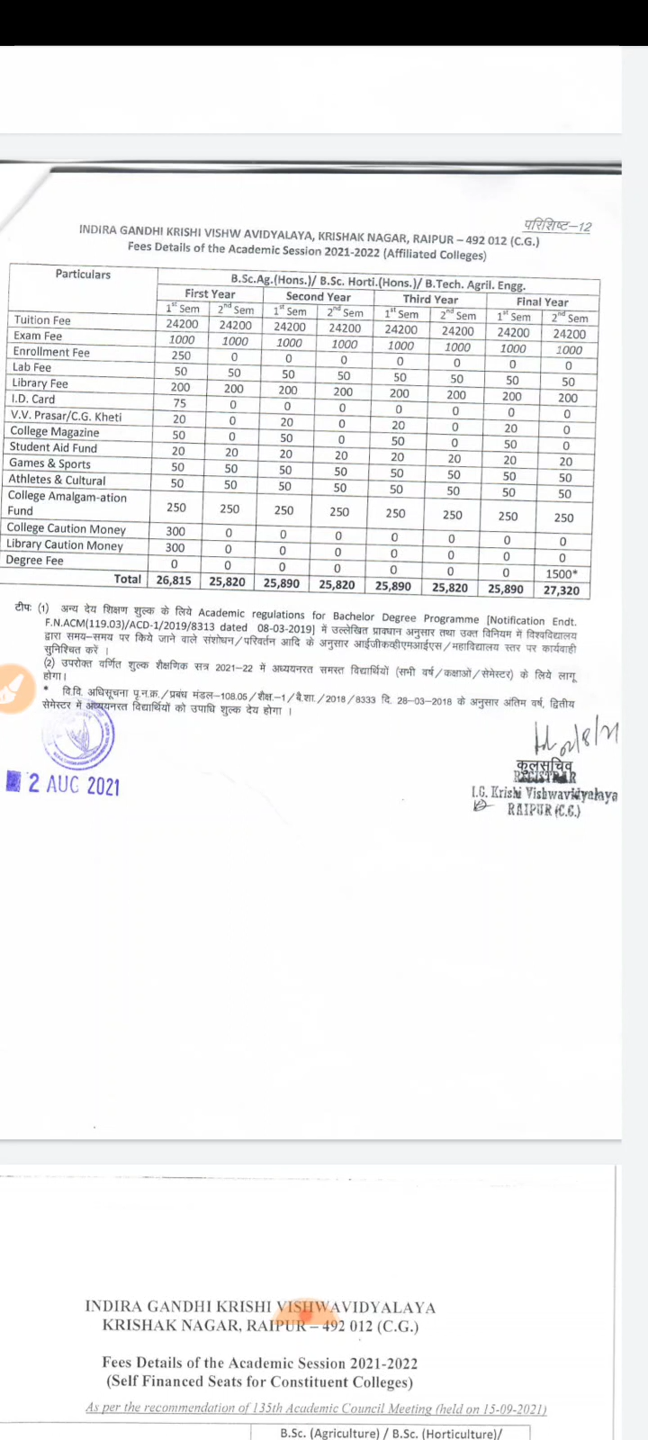 परिशिष्ट–12
INDIRA GANDHI KRISHI VISHW AVIDYALAYA, KRISHAK NAGAR, RAIPUR – 492 012 (C.G.)
Fees Details of the Academic Session 2021-2022 (Affiliated Colleges)
Particulars B.Sc.Ag.(Hons.)/ B.Sc. Horti.(Hons.)/ B.Tech. Agril. Engg.
First Year Second Year Third Year Final Year
1st Sem 2nd Sem 1st Sem 2nd Sem 1st Sem 2nd Sem 1st Sem 2nd Sem
Tuition Fee 24200 24200 24200 24200 24200 24200 24200 24200
Exam Fee 1000 1000 1000 1000 1000 1000 1000 1000
Enrollment Fee 250 0 0 0 0 0 0 0
Lab Fee 50 50 50 50 50 50 50 50
Library Fee 200 200 200 200 200 200 200 200
I.D. Card 75 0 0 0 0 0 0 0
V.V. Prasar/C.G. Kheti 20 0 20 0 20 0 20 0
College Magazine 50 0 50 0 50 0 50 0
Student Aid Fund 20 20 20 20 20 20 20 20
Games & Sports 50 50 50 50 50 50 50 50
Athletes & Cultural 50 50 50 50 50 50 50 50
College Amalgam-ation
Fund 250 250 250 250 250 250 250 250
College Caution Money 300 0 0 0 0 0 0 0
Library Caution Money 300 0 0 0 0 0 0 0
Degree Fee 0 0 0 0 0 0 0 1500*
Total 26,815 25,820 25,890 25,820 25,890 25,820 25,890 27,320
टीपः (1) अन्य देय शिक्षण शुल्क के लिये Academic regulations for Bachelor Degree Programme [Notification Endt.
F.N.ACM(119.03)/ACD-1/2019/8313 dated 08-03-2019] में उल्लेखित प्रावधान अनुसार तथा उक्त विनियम में विश्वविद्यालय
द्वारा समय–समय पर किये जाने वाले संशोधन/परिवर्तन आदि के अनुसार आईजीकेव्हीएमआईएस/महाविद्यालय स्तर पर कार्यवाही
सुनिश्चित करें ।
(2) उपरोक्त वर्णित शुल्क शैक्षणिक सत्र 2021–22 में अध्ययनरत समस्त विद्यार्थियों (सभी वर्ष/कक्षाओं/सेमेस्टर) के लिये लागू
होगा।
* वि.वि. अधिसूचना पृ.न.क्र./प्रबंध मंडल–108.05/शैक्ष.–1/बै.शा./2018/8333 दि. 28–03–2018 के अनुसार अंतिम वर्ष, द्वितीय
सेमेस्टर में अध्ययनरत विद्यार्थियों को उपाधि शुल्क देय होगा ।
2 AUG 2021
कुलसचिव
REGISTRAR
I.G. Krishi Vishwavidyalaya
RAIPUR (C.G.)
INDIRA GANDHI KRISHI VISHWAVIDYALAYA
KRISHAK NAGAR, RAIPUR – 492 012 (C.G.)
Fees Details of the Academic Session 2021-2022
(Self Financed Seats for Constituent Colleges)
As per the recommendation of 135th Academic Council Meeting (held on 15-09-2021)
B.Sc. (Agriculture) / B.Sc. (Horticulture)/